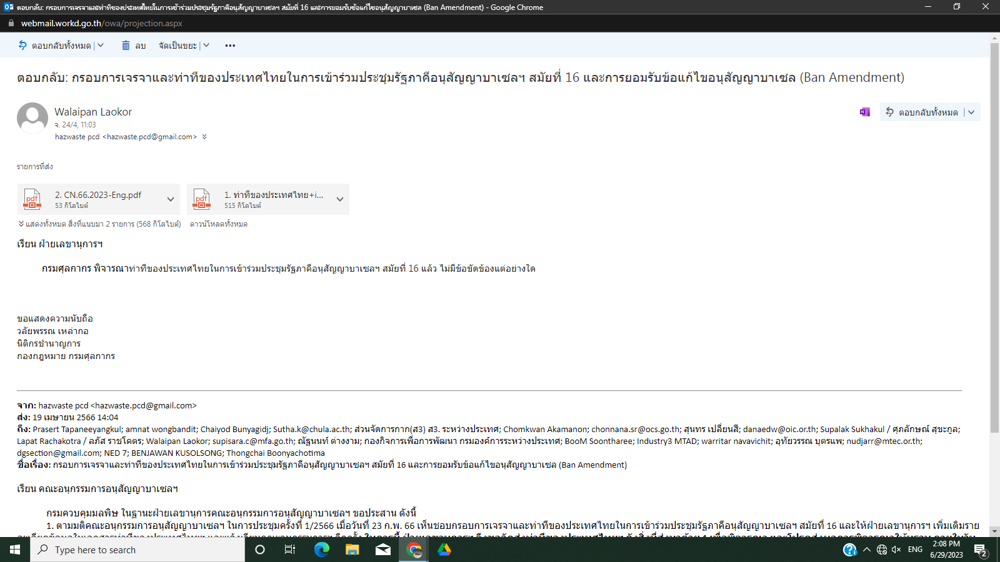 ตอบกลับ: กรอบการเจรจาและท่าทีของประเทศไทยในการเข้าร่วมประชุมรัฐภาคีอนุสัญญาบาเซลฯ สมัยที่ 16 และการยอมรับข้อแก้ไขอนุสัญญาบาเซล (Ban Amendment) - Google Chrome
webmail.workd.go.th/owa/projection.aspx
ตอบกลับทั้งหมด ลบ จัดเป็นขยะ
ตอบกลับ: กรอบการเจรจาและท่าทีของประเทศไทยในการเข้าร่วมประชุมรัฐภาคีอนุสัญญาบาเซลฯ สมัยที่ 16 และการยอมรับข้อแก้ไขอนุสัญญาบาเซล (Ban Amendment)
Walaipan Laokor
ตอบกลับทั้งหมด
จ. 24/4, 11:03
hazwaste pcd <hazwaste.pcd@gmail.com>
รายการที่ส่ง
pdf 2. CN.66.2023-Eng.pdf
53 กิโลไบต์
pdf 1. ท่าทีของประเทศไทย+i...
515 กิโลไบต์
แสดงทั้งหมด สิ่งที่แนบมา 2 รายการ (568 กิโลไบต์) ดาวน์โหลดทั้งหมด
เรียน ฝ่ายเลขานุการฯ
กรมศุลกากร พิจารณาท่าทีของประเทศไทยในการเข้าร่วมประชุมรัฐภาคีอนุสัญญาบาเซลฯ สมัยที่ 16 แล้ว ไม่มีข้อขัดข้องแต่อย่างใด
ขอแสดงความนับถือ
วลัยพรรณ เหล่ากอ
นิติกรชำนาญการ
กองกฎหมาย กรมศุลกากร
จาก: hazwaste pcd <hazwaste.pcd@gmail.com>
ส่ง: 19 เมษายน 2566 14:04
ถึง: Prasert Tapaneeyangkul; amnat wongbandit; Chaiyod Bunyagidj; Sutha.k@chula.ac.th; ส่วนจัดการกาก(ส3) ส3. ระหว่างประเทศ; Chomkwan Akamanon; chonnana.sr@ocs.go.th; สุนทร เปลี่ยนสี; danaedw@oic.or.th; Supalak Sukhakul / ศุภลักษณ์ สุขะกูล;
Lapat Rachakotra / ลภัส ราชโคตร; Walaipan Laokor; supisara.c@mfa.go.th; ณัฐนนท์ ต่างงาม; กองกิจการเพื่อการพัฒนา กรมองค์การระหว่างประเทศ; BooM Soontharee; Industry3 MTAD; warritar navavichit; อุทัยวรรณ บุตรแพ; nudjarr@mtec.or.th;
dgsection@gmail.com; NED 7; BENJAWAN KUSOLSONG; Thongchai Boonyachotima
ชื่อเรื่อง: กรอบการเจรจาและท่าทีของประเทศไทยในการเข้าร่วมประชุมรัฐภาคีอนุสัญญาบาเซลฯ สมัยที่ 16 และการยอมรับข้อแก้ไขอนุสัญญาบาเซล (Ban Amendment)
เรียน คณะอนุกรรมการอนุสัญญาบาเซลฯ
กรมควบคุมมลพิษ ในฐานะฝ่ายเลขานุการคณะอนุกรรมการอนุสัญญาบาเซลฯ ขอประสาน ดังนี้
1. ตามมติคณะอนุกรรมการอนุสัญญาบาเซลฯ ในการประชุมครั้งที่ 1/2566 เมื่อวันที่ 23 ก.พ. 66 เห็นชอบกรอบการเจรจาและท่าทีของประเทศไทยในการเข้าร่วมประชุมรัฐภาคีอนุสัญญาบาเซลฯ สมัยที่ 16 และให้ฝ่ายเลขานุการฯ เพิ่มเติมราย
Type here to search
ENG
2:08 PM
6/29/2023
2